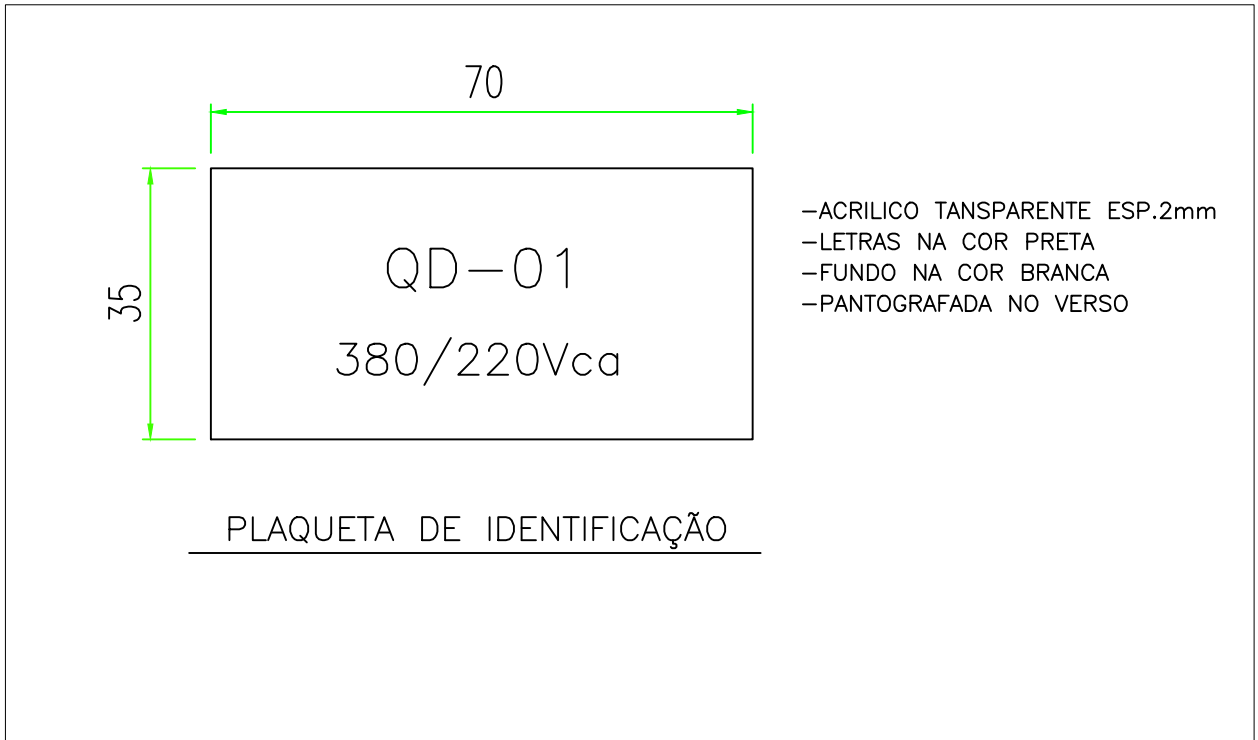 70
35
QD-01
380/220Vca
-ACRILICO TANSPARENTE ESP.2mm
-LETRAS NA COR PRETA
-FUNDO NA COR BRANCA
-PANTOGRAFADA NO VERSO
PLAQUETA DE IDENTIFICAÇÃO